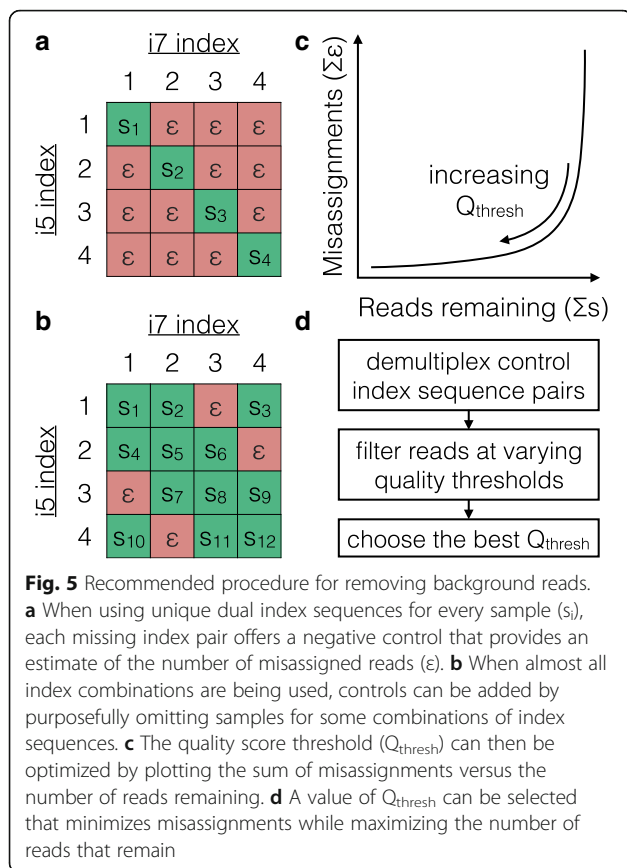 a
i7 index
1 2 3 4
i5 index
1 s₁ ε ε ε
2 ε s₂ ε ε
3 ε ε s₃ ε
4 ε ε ε s₄
b
i7 index
1 2 3 4
i5 index
1 s₁ s₂ ε s₃
2 s₄ s₅ s₆ ε
3 ε s₇ s₈ s₉
4 s₁₀ ε s₁₁ s₁₂
c
Misassignments (Σε)
increasing
Qthresh
Reads remaining (Σs)
d
demultiplex control
index sequence pairs
filter reads at varying
quality thresholds
choose the best Qthresh
Fig. 5 Recommended procedure for removing background reads.
a When using unique dual index sequences for every sample (sᵢ),
each missing index pair offers a negative control that provides an
estimate of the number of misassigned reads (ε). b When almost all
index combinations are being used, controls can be added by
purposefully omitting samples for some combinations of index
sequences. c The quality score threshold (Qthresh) can then be
optimized by plotting the sum of misassignments versus the
number of reads remaining. d A value of Qthresh can be selected
that minimizes misassignments while maximizing the number of
reads that remain